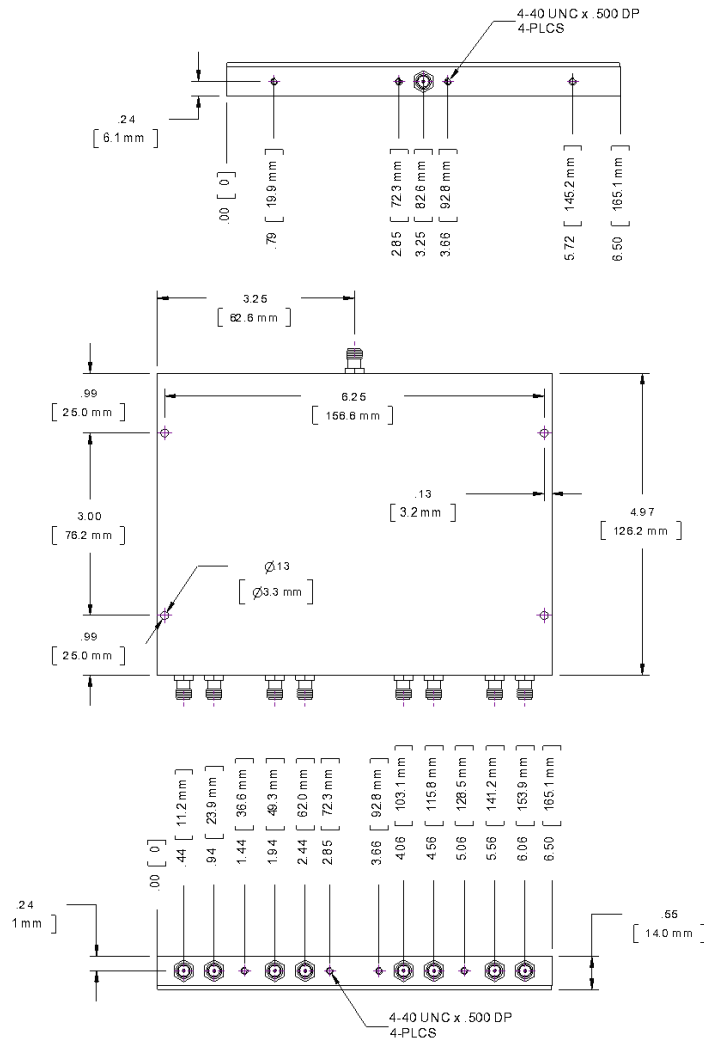 4-40 UNC x .500 DP
4-PLCS
.24
[ 6.1 mm ]
.00 [ 0 ]
.79 [ 19.9 mm ]
2.85 [ 72.3 mm ]
3.25 [ 82.6 mm ]
3.66 [ 92.8 mm ]
5.72 [ 145.2 mm ]
6.50 [ 165.1 mm ]
3.25
[ 62.6 mm ]
.99
[ 25.0 mm ]
6.25
[ 156.6 mm ]
3.00
[ 76.2 mm ]
.13
[ 3.2 mm ]
4.97
[ 126.2 mm ]
Ø.13
[ Ø3.3 mm ]
.99
[ 25.0 mm ]
.00 [ 0 ]
.44 [ 11.2 mm ]
.94 [ 23.9 mm ]
1.44 [ 36.6 mm ]
1.94 [ 49.3 mm ]
2.44 [ 62.0 mm ]
2.85 [ 72.3 mm ]
3.66 [ 92.8 mm ]
4.06 [ 103.1 mm ]
4.56 [ 115.8 mm ]
5.06 [ 128.5 mm ]
5.56 [ 141.2 mm ]
6.06 [ 153.9 mm ]
6.50 [ 165.1 mm ]
.24
1 mm ]
.55
[ 14.0 mm ]
4-40 UNC x .500 DP
4-PLCS